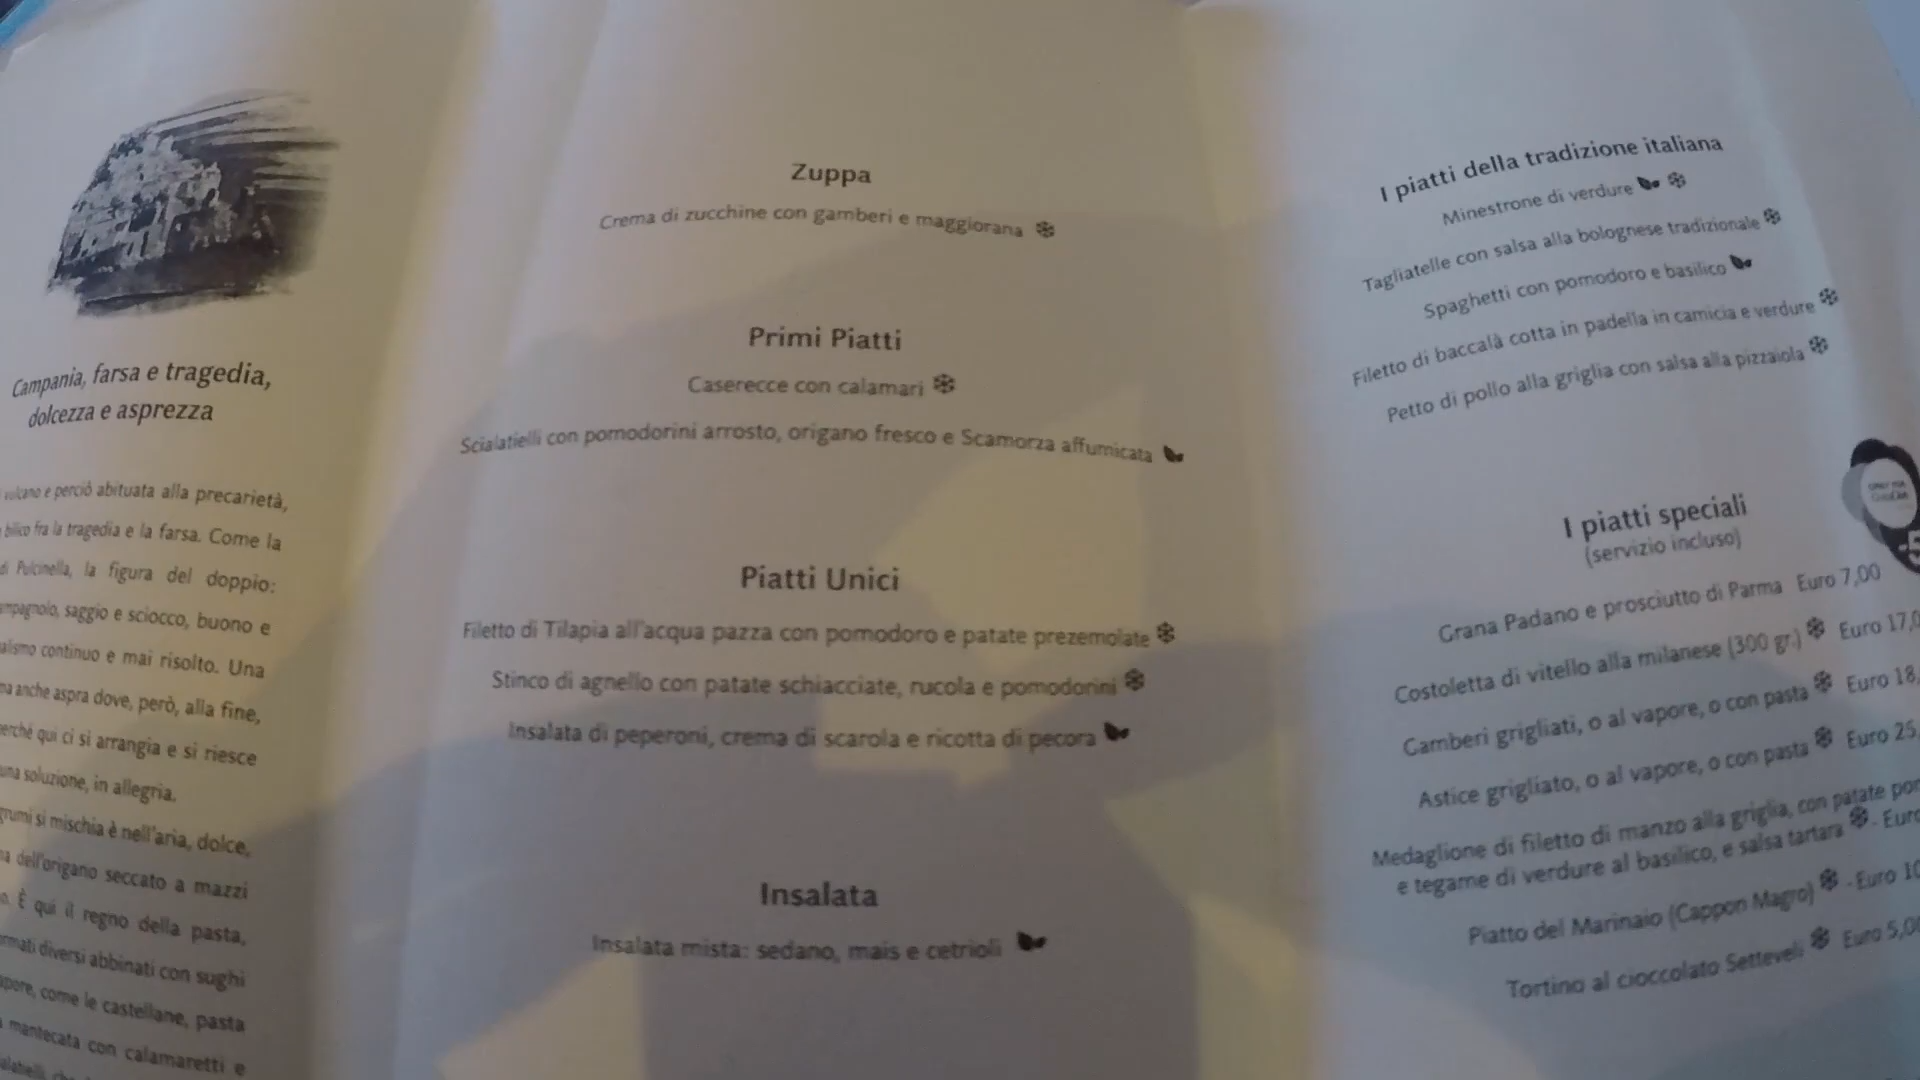 Campania, farsa e tragedia,
dolcezza e asprezza
vulcano e perciò abituata alla precarietà,
bilico fra la tragedia e la farsa. Come la
di Pulcinella, la figura del doppio:
saggio e sciocco, buono e
continuo e mai risolto. Una
anche aspra dove, però, alla fine,
perché qui ci si arrangia e si riesce
una soluzione, in allegria.
si mischia è nell'aria, dolce,
dell'origano seccato a mazzi
È qui il regno della pasta,
diversi abbinati con sughi
come le castellane, pasta
mantecata con calamaretti e
Zuppa
Crema di zucchine con gamberi e maggiorana
Primi Piatti
Caserecce con calamari
Scialatielli con pomodorini arrosto, origano fresco e Scamorza affumicata
Piatti Unici
Filetto di Tilapia all'acqua pazza con pomodoro e patate prezemolate
Stinco di agnello con patate schiacciate, rucola e pomodorini
Insalata di peperoni, crema di scarola e ricotta di pecora
Insalata
Insalata mista: sedano, mais e cetrioli
I piatti della tradizione italiana
Minestrone di verdure
Tagliatelle con salsa alla bolognese tradizionale
Spaghetti con pomodoro e basilico
Filetto di baccalà cotta in padella in camicia e verdure
Petto di pollo alla griglia con salsa alla pizzaiola
I piatti speciali
(servizio incluso)
Grana Padano e prosciutto di Parma Euro 7,00
Costoletta di vitello alla milanese (300 gr.) Euro 17,0
Gamberi grigliati, o al vapore, o con pasta Euro 18,
Astice grigliato, o al vapore, o con pasta Euro 25,
Medaglione di filetto di manzo alla griglia, con patate
e tegame di verdure al basilico, e salsa tartara - Euro
Piatto del Marinaio (Cappon Magro) - Euro 10
Tortino al cioccolato Setteveli Euro 5,00